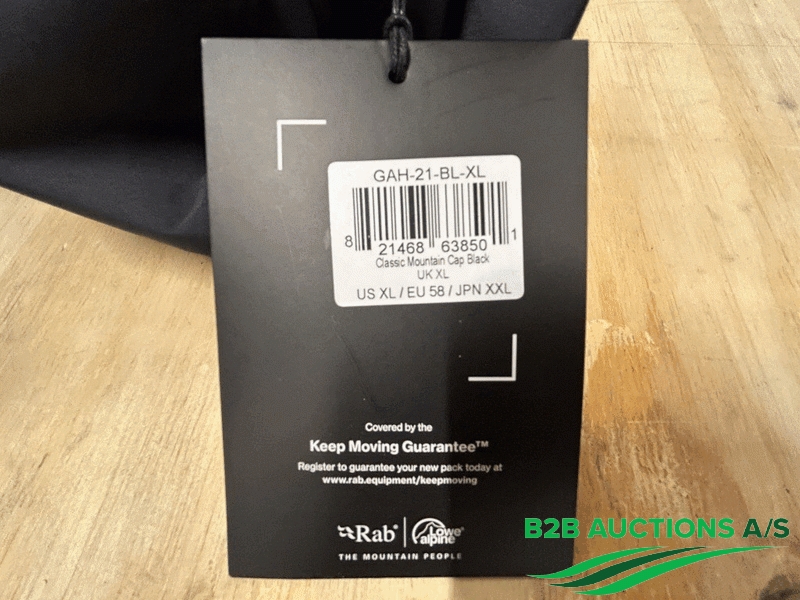 GAH-21-BL-XL
8 21468 63850 1
Classic Mountain Cap Black
UK XL
US XL / EU 58 / JPN XXL
Covered by the
Keep Moving Guarantee™
Register to guarantee your new pack today at
www.rab.equipment/keepmoving
Rab® Lowe alpine
THE MOUNTAIN PEOPLE
B2B AUCTIONS A/S